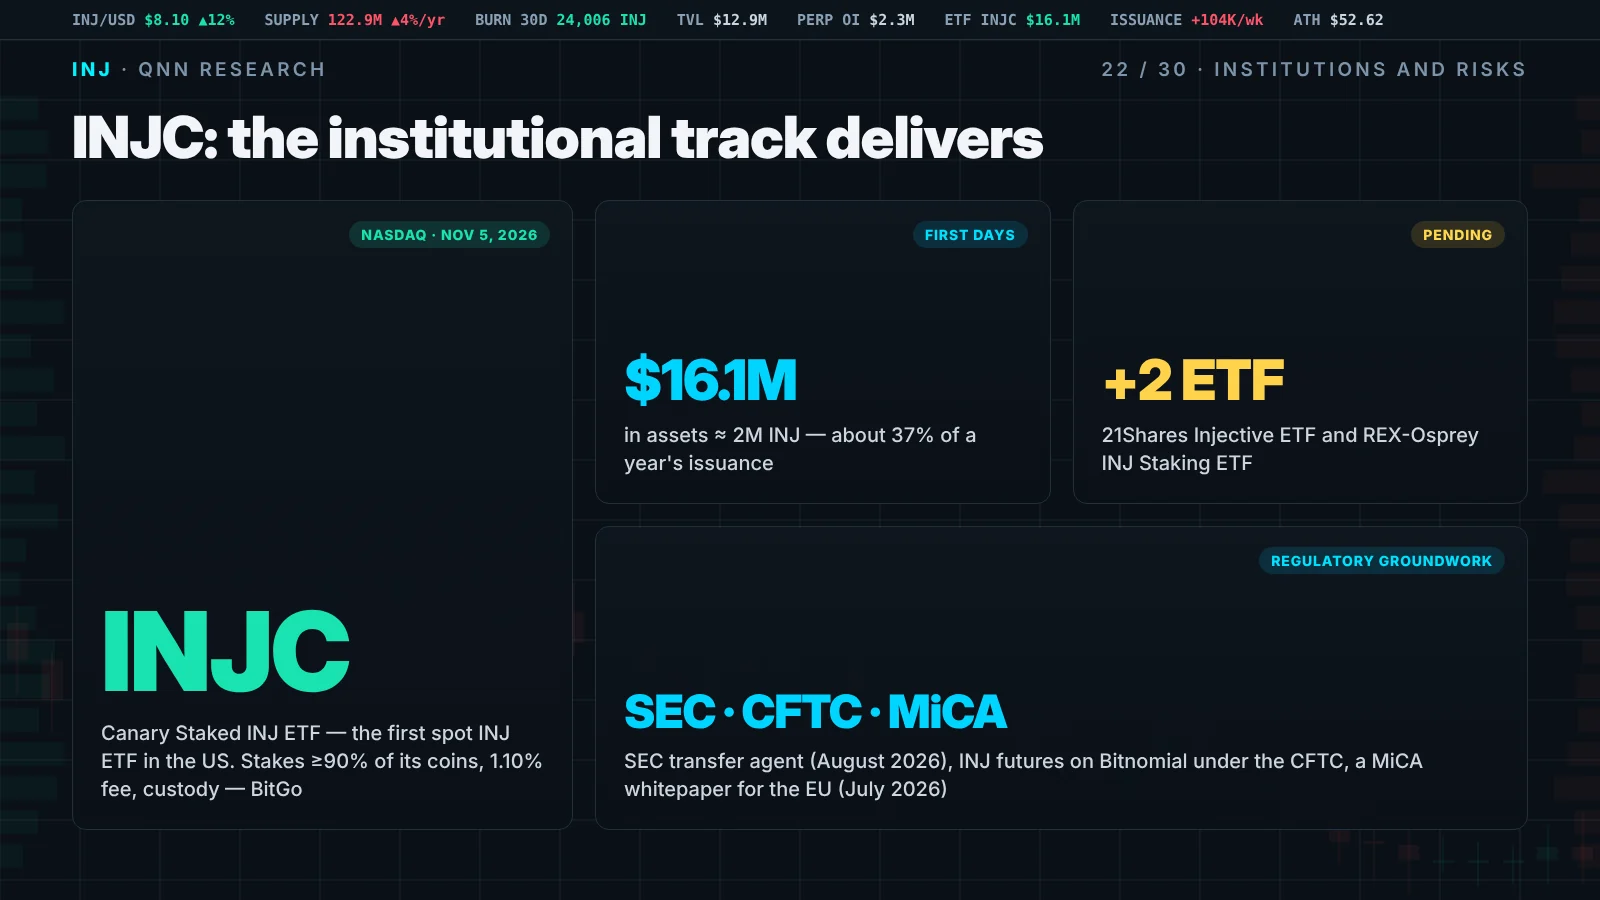 INJ/USD $8.10 ▲12% SUPPLY 122.9M ▲4%/yr BURN 30D 24,006 INJ TVL $12.9M PERP OI $2.3M ETF INJC $16.1M ISSUANCE +104K/wk ATH $52.62
INJ · QNN RESEARCH
22 / 30 · INSTITUTIONS AND RISKS
INJC: the institutional track delivers
NASDAQ · NOV 5, 2026
INJC
Canary Staked INJ ETF — the first spot INJ
ETF in the US. Stakes ≥90% of its coins, 1.10%
fee, custody — BitGo
FIRST DAYS
$16.1M
in assets ≈ 2M INJ — about 37% of a
year's issuance
PENDING
+2 ETF
21Shares Injective ETF and REX-Osprey
INJ Staking ETF
REGULATORY GROUNDWORK
SEC · CFTC · MiCA
SEC transfer agent (August 2026), INJ futures on Bitnomial under the CFTC, a MiCA
whitepaper for the EU (July 2026)